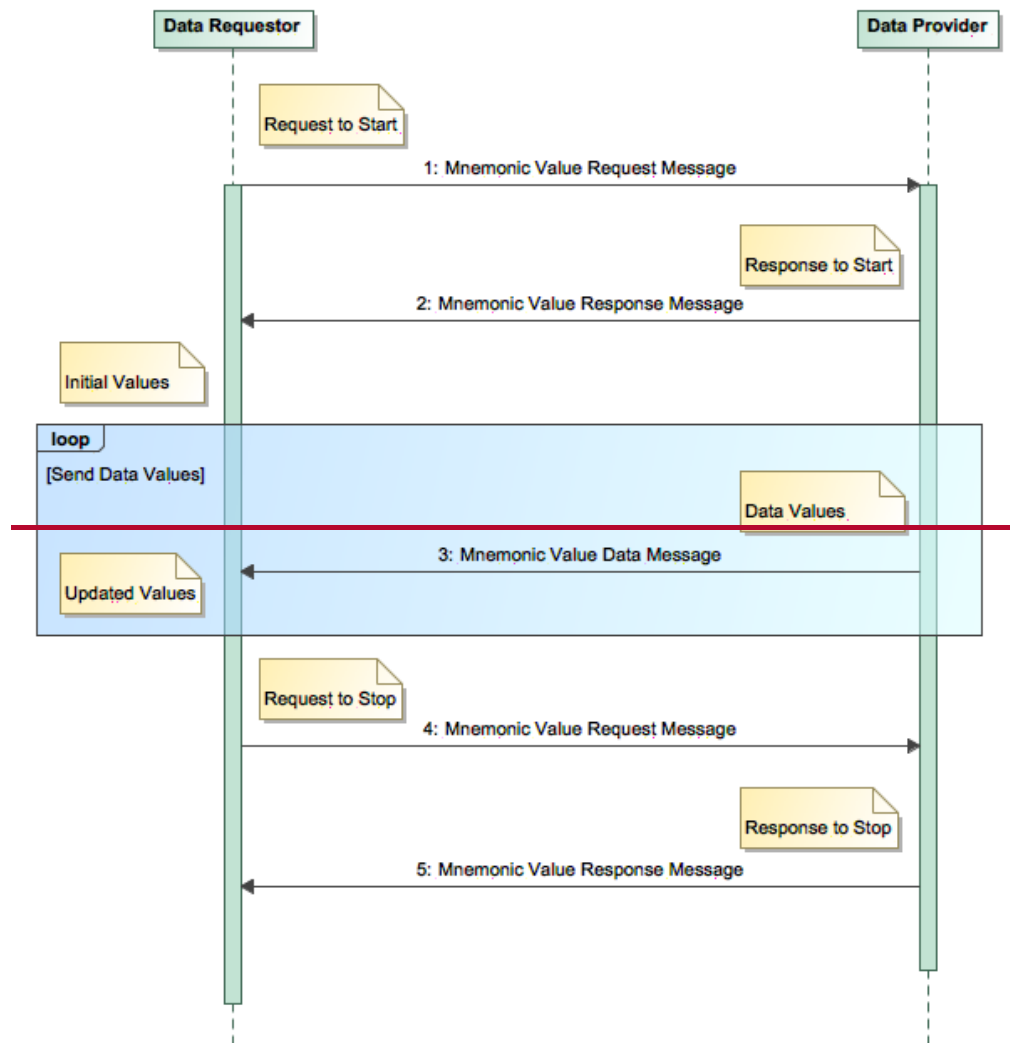 Data Requestor
Data Provider
Request to Start
1: Mnemonic Value Request Message
Response to Start
2: Mnemonic Value Response Message
Initial Values
loop
[Send Data Values]
Data Values
3: Mnemonic Value Data Message
Updated Values
Request to Stop
4: Mnemonic Value Request Message
Response to Stop
5: Mnemonic Value Response Message